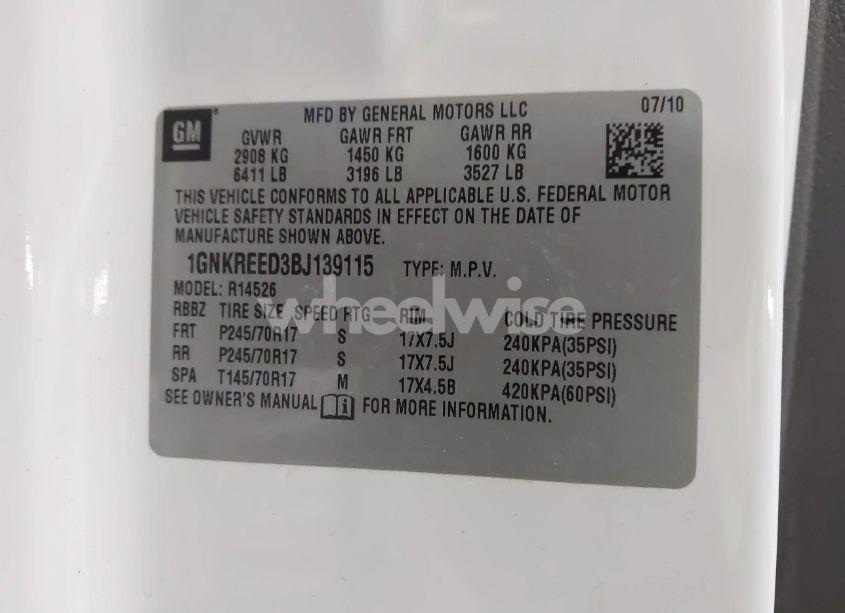 MFD BY GENERAL MOTORS LLC 07/10
GM
GVWR GAWR FRT GAWR RR
2908 KG 1450 KG 1600 KG
6411 LB 3196 LB 3527 LB
THIS VEHICLE CONFORMS TO ALL APPLICABLE U.S. FEDERAL MOTOR
VEHICLE SAFETY STANDARDS IN EFFECT ON THE DATE OF
MANUFACTURE SHOWN ABOVE.
1GNKREED3BJ139115 TYPE: M.P.V.
MODEL: R14526
wheelwise
RBBZ TIRE SIZE SPEED RTG RIM COLD TIRE PRESSURE
FRT P245/70R17 S 17X7.5J 240KPA(35PSI)
RR P245/70R17 S 17X7.5J 240KPA(35PSI)
SPA T145/70R17 M 17X4.5B 420KPA(60PSI)
SEE OWNER'S MANUAL i FOR MORE INFORMATION.